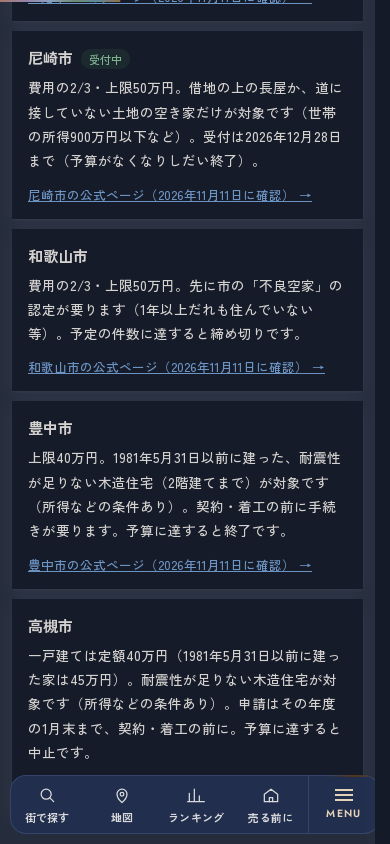 尼崎市 受付中
費用の2/3・上限50万円。借地の上の長屋か、道に
接していない土地の空き家だけが対象です（世帯
の所得900万円以下など）。受付は2026年12月28日
まで（予算がなくなりしだい終了）。
尼崎市の公式ページ（2026年11月11日に確認） →
和歌山市
費用の2/3・上限50万円。先に市の「不良空家」の
認定が要ります（1年以上だれも住んでいない
等）。予定の件数に達すると締め切りです。
和歌山市の公式ページ（2026年11月11日に確認） →
豊中市
上限40万円。1981年5月31日以前に建った、耐震性
が足りない木造住宅（2階建てまで）が対象です
（所得などの条件あり）。契約・着工の前に手続
きが要ります。予算に達すると終了です。
豊中市の公式ページ（2026年11月11日に確認） →
高槻市
一戸建ては定額40万円（1981年5月31日以前に建っ
た家は45万円）。耐震性が足りない木造住宅が対
象です（所得などの条件あり）。申請はその年度
の1月末まで、契約・着工の前に。予算に達すると
中止です。
街で探す 地図 ランキング 売る前に MENU